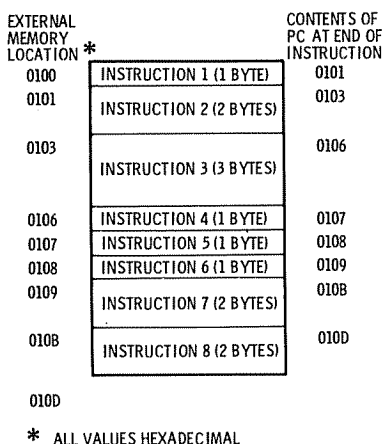 EXTERNAL MEMORY LOCATION *
CONTENTS OF PC AT END OF INSTRUCTION
0100 INSTRUCTION 1 (1 BYTE) 0101
0101 INSTRUCTION 2 (2 BYTES) 0103
0103 INSTRUCTION 3 (3 BYTES) 0106
0106 INSTRUCTION 4 (1 BYTE) 0107
0107 INSTRUCTION 5 (1 BYTE) 0108
0108 INSTRUCTION 6 (1 BYTE) 0109
0109 INSTRUCTION 7 (2 BYTES) 010B
010B INSTRUCTION 8 (2 BYTES) 010D
010D
* ALL VALUES HEXADECIMAL